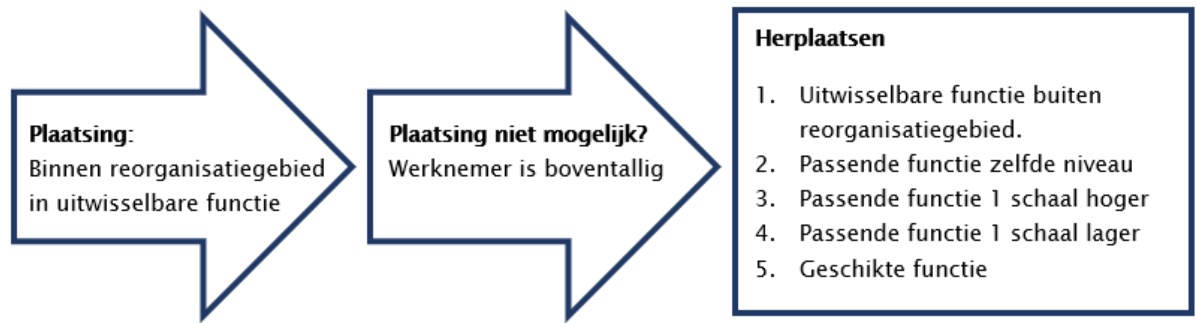 Plaatsing:
Binnen reorganisatiegebied
in uitwisselbare functie
Plaatsing niet mogelijk?
Werknemer is boventallig
Herplaatsen
1. Uitwisselbare functie buiten
reorganisatiegebied.
2. Passende functie zelfde niveau
3. Passende functie 1 schaal hoger
4. Passende functie 1 schaal lager
5. Geschikte functie